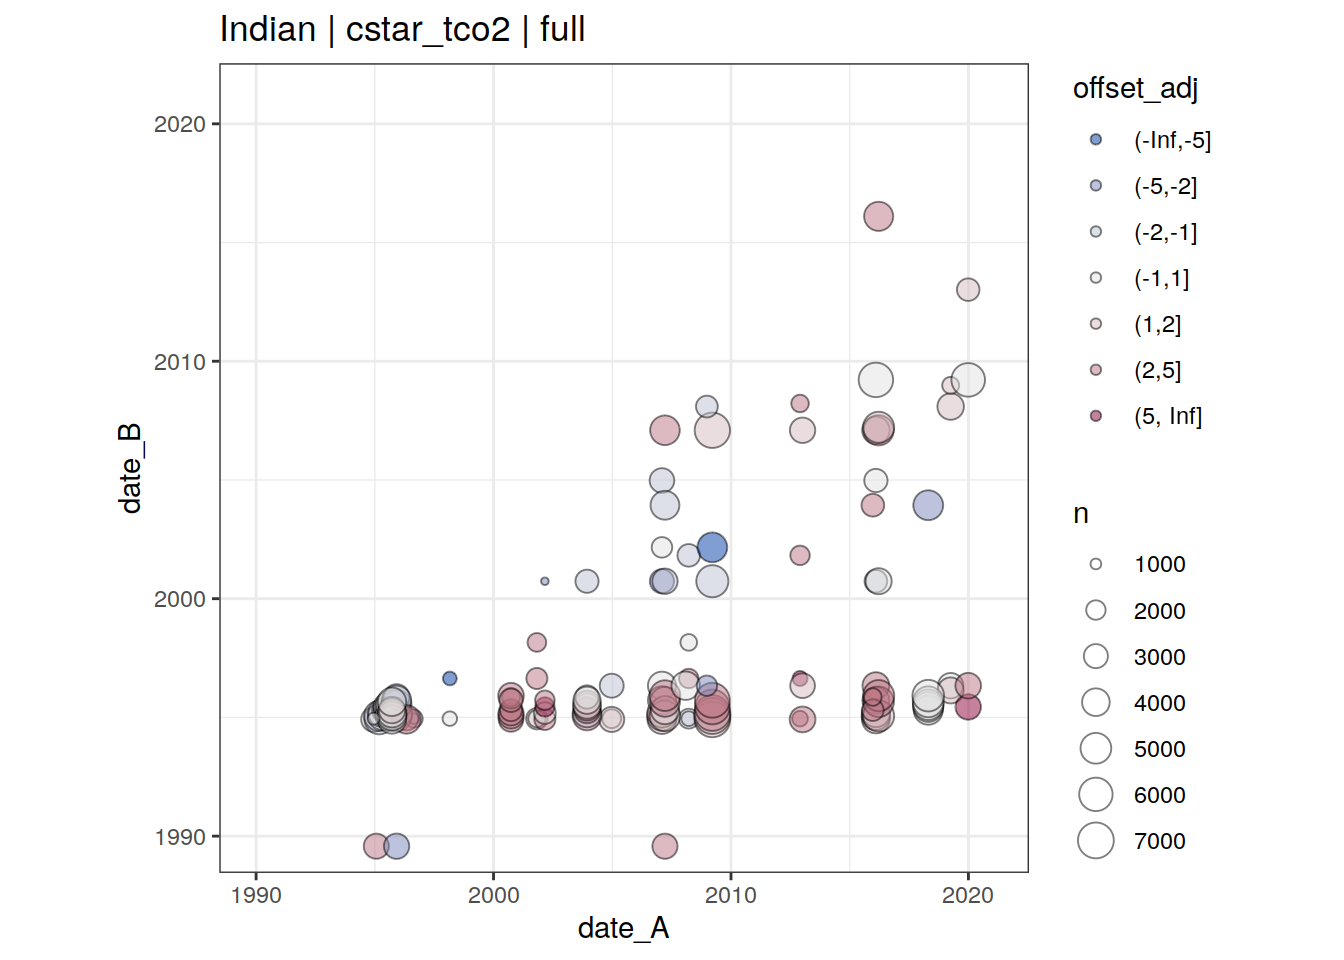 Indian | cstar_tco2 | full
date_B
2020
2010
2000
1990
1990
2000
2010
2020
date_A
offset_adj
(-Inf,-5]
(-5,-2]
(-2,-1]
(-1,1]
(1,2]
(2,5]
(5, Inf]
n
1000
2000
3000
4000
5000
6000
7000